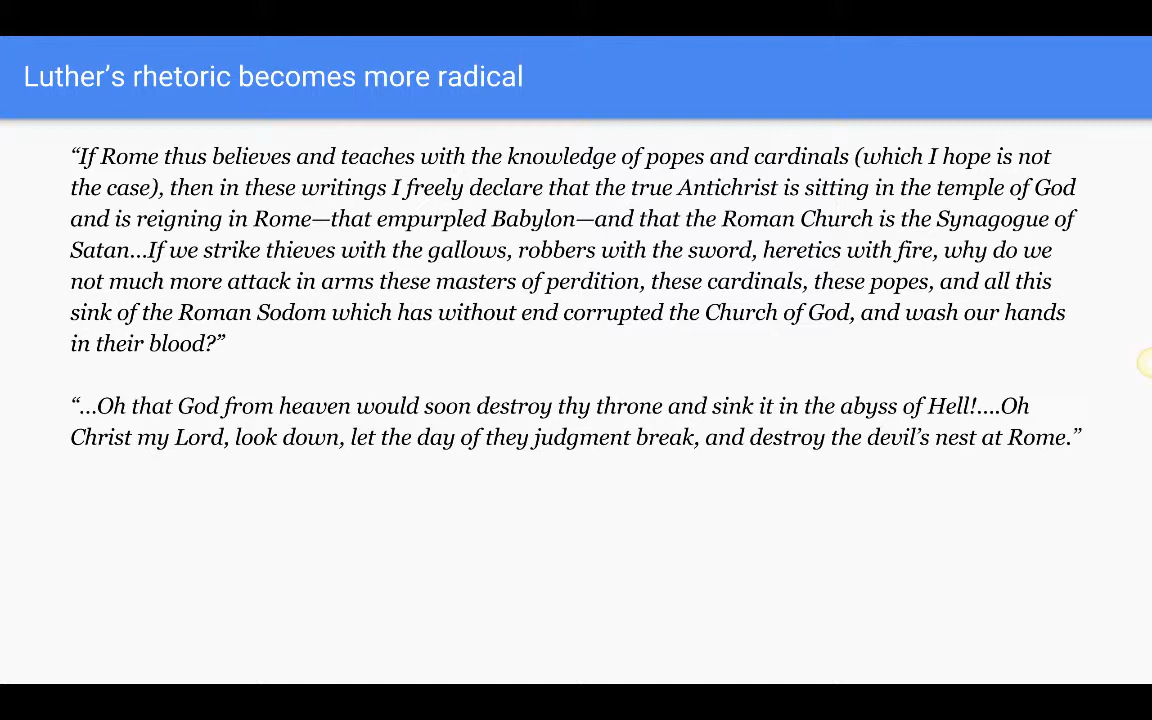 Luther’s rhetoric becomes more radical
“If Rome thus believes and teaches with the knowledge of popes and cardinals (which I hope is not
the case), then in these writings I freely declare that the true Antichrist is sitting in the temple of God
and is reigning in Rome—that empurpled Babylon—and that the Roman Church is the Synagogue of
Satan...If we strike thieves with the gallows, robbers with the sword, heretics with fire, why do we
not much more attack in arms these masters of perdition, these cardinals, these popes, and all this
sink of the Roman Sodom which has without end corrupted the Church of God, and wash our hands
in their blood?”
“...Oh that God from heaven would soon destroy thy throne and sink it in the abyss of Hell!....Oh
Christ my Lord, look down, let the day of they judgment break, and destroy the devil’s nest at Rome.”